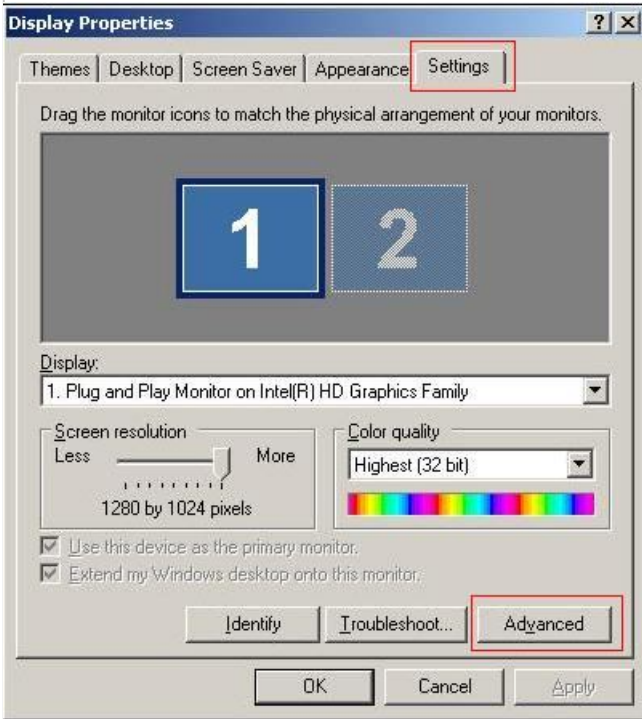 Display Properties
? X
Themes Desktop Screen Saver Appearance Settings
Drag the monitor icons to match the physical arrangement of your monitors.
1 2
Display:
1. Plug and Play Monitor on Intel(R) HD Graphics Family
Screen resolution
Less More
1280 by 1024 pixels
Color quality
Highest (32 bit)
Use this device as the primary monitor.
Extend my Windows desktop onto this monitor.
Identify Troubleshoot... Advanced
OK Cancel Apply